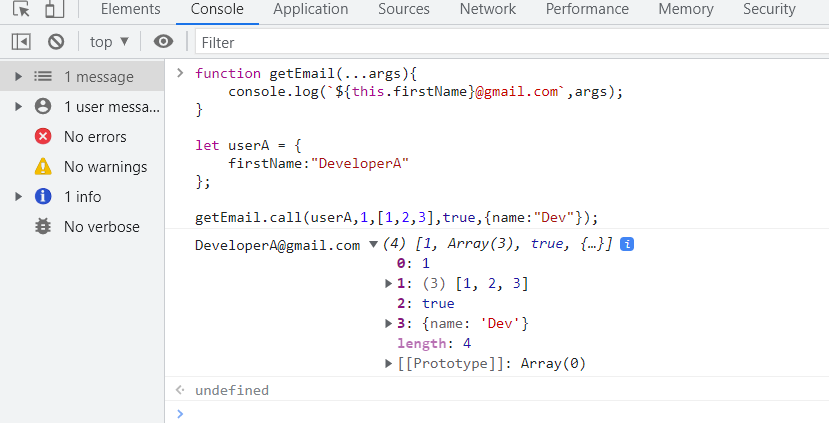 Elements Console Application Sources Network Performance Memory Security
top ▼ Filter
1 message
1 user messa...
No errors
No warnings
1 info
No verbose
function getEmail(...args){
    console.log(`${this.firstName}@gmail.com`,args);
}
let userA = {
    firstName:"DeveloperA"
};
getEmail.call(userA,1,[1,2,3],true,{name:"Dev"});
DeveloperA@gmail.com ▼(4) [1, Array(3), true, {…}] i
0: 1
▶1: (3) [1, 2, 3]
2: true
▶3: {name: 'Dev'}
length: 4
▶[[Prototype]]: Array(0)
undefined